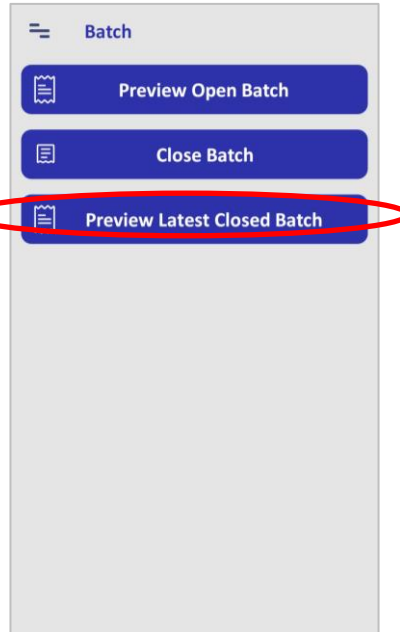 Batch
Preview Open Batch
Close Batch
Preview Latest Closed Batch